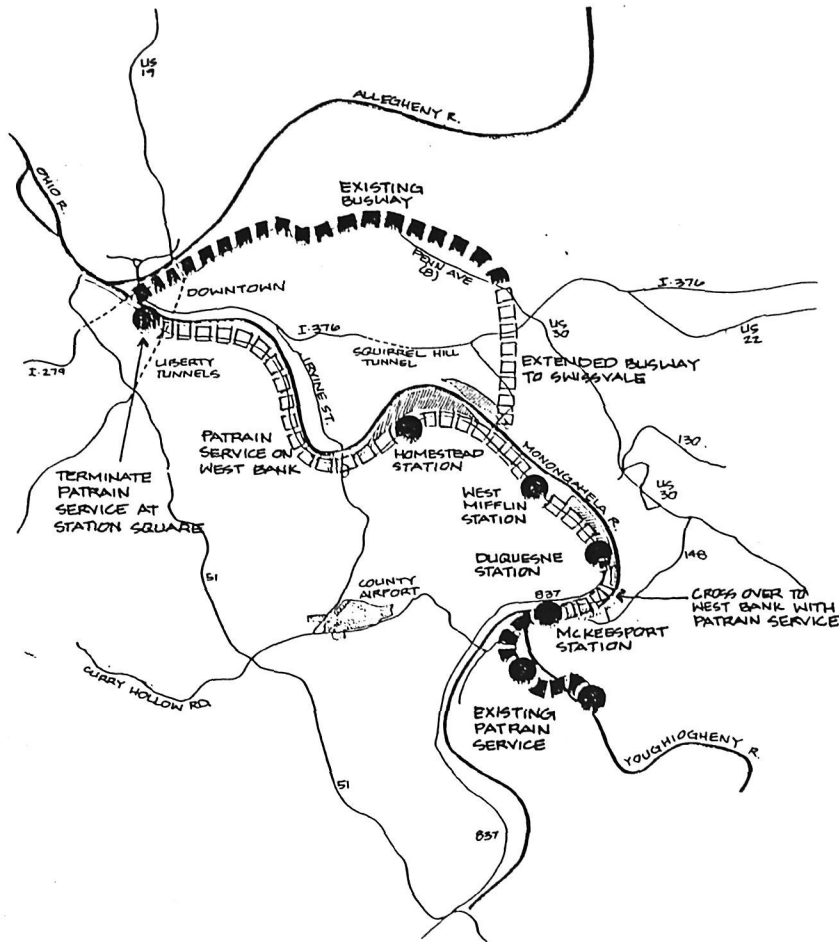 US
19
ALLEGHENY R.
OHIO R.
EXISTING
BUSWAY
PENN AVE
(8)
DOWNTOWN
I-376
I-376
US
30
US
22
SQUIRREL HILL
TUNNEL
EXTENDED BUSWAY
TO SWISSVALE
I-279
LIBERTY
TUNNELS
IRVINE ST.
PATRAIN
SERVICE ON
WEST BANK
HOMESTEAD
STATION
MONONGAHELA R.
130
US
30
TERMINATE
PATRAIN
SERVICE AT
STATION SQUARE
WEST
MIFFLIN
STATION
DUQUESNE
STATION
148
51
COUNTY
AIRPORT
837
CROSS OVER TO
WEST BANK WITH
PATRAIN SERVICE
MCKEESPORT
STATION
CURRY HOLLOW RD.
EXISTING
PATRAIN
SERVICE
YOUGHIOGHENY R.
51
837